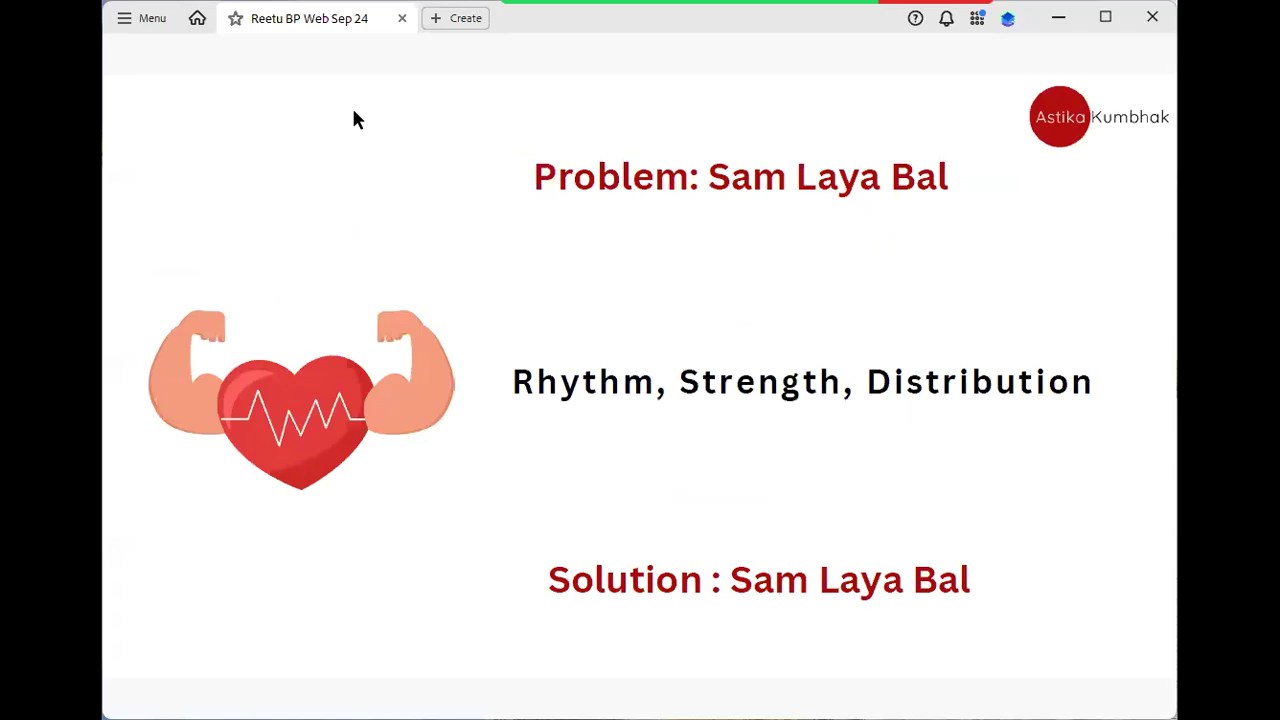 Menu
Reetu BP Web Sep 24
Create
Astika Kumbhak
Problem: Sam Laya Bal
Rhythm, Strength, Distribution
Solution : Sam Laya Bal